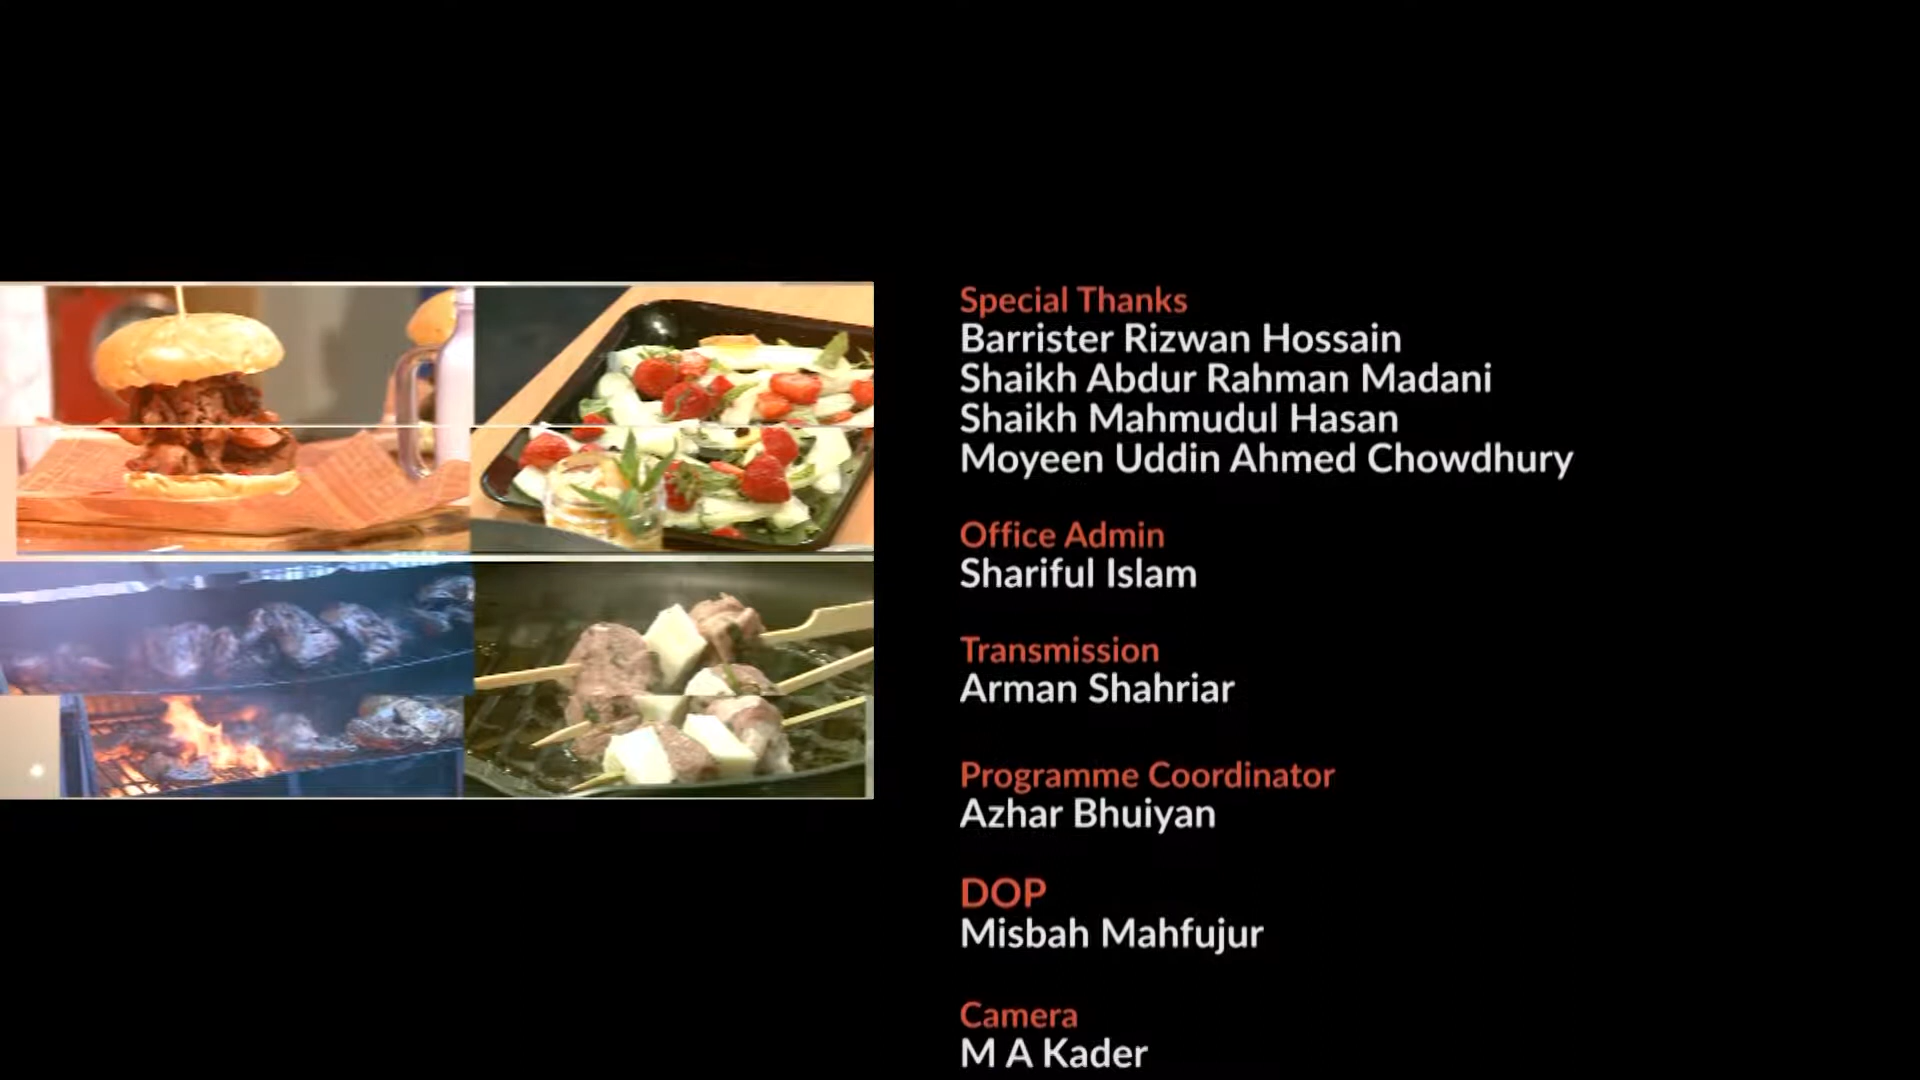 Special Thanks
Barrister Rizwan Hossain
Shaikh Abdur Rahman Madani
Shaikh Mahmudul Hasan
Moyeen Uddin Ahmed Chowdhury
Office Admin
Shariful Islam
Transmission
Arman Shahriar
Programme Coordinator
Azhar Bhuiyan
DOP
Misbah Mahfujur
Camera
M A Kader